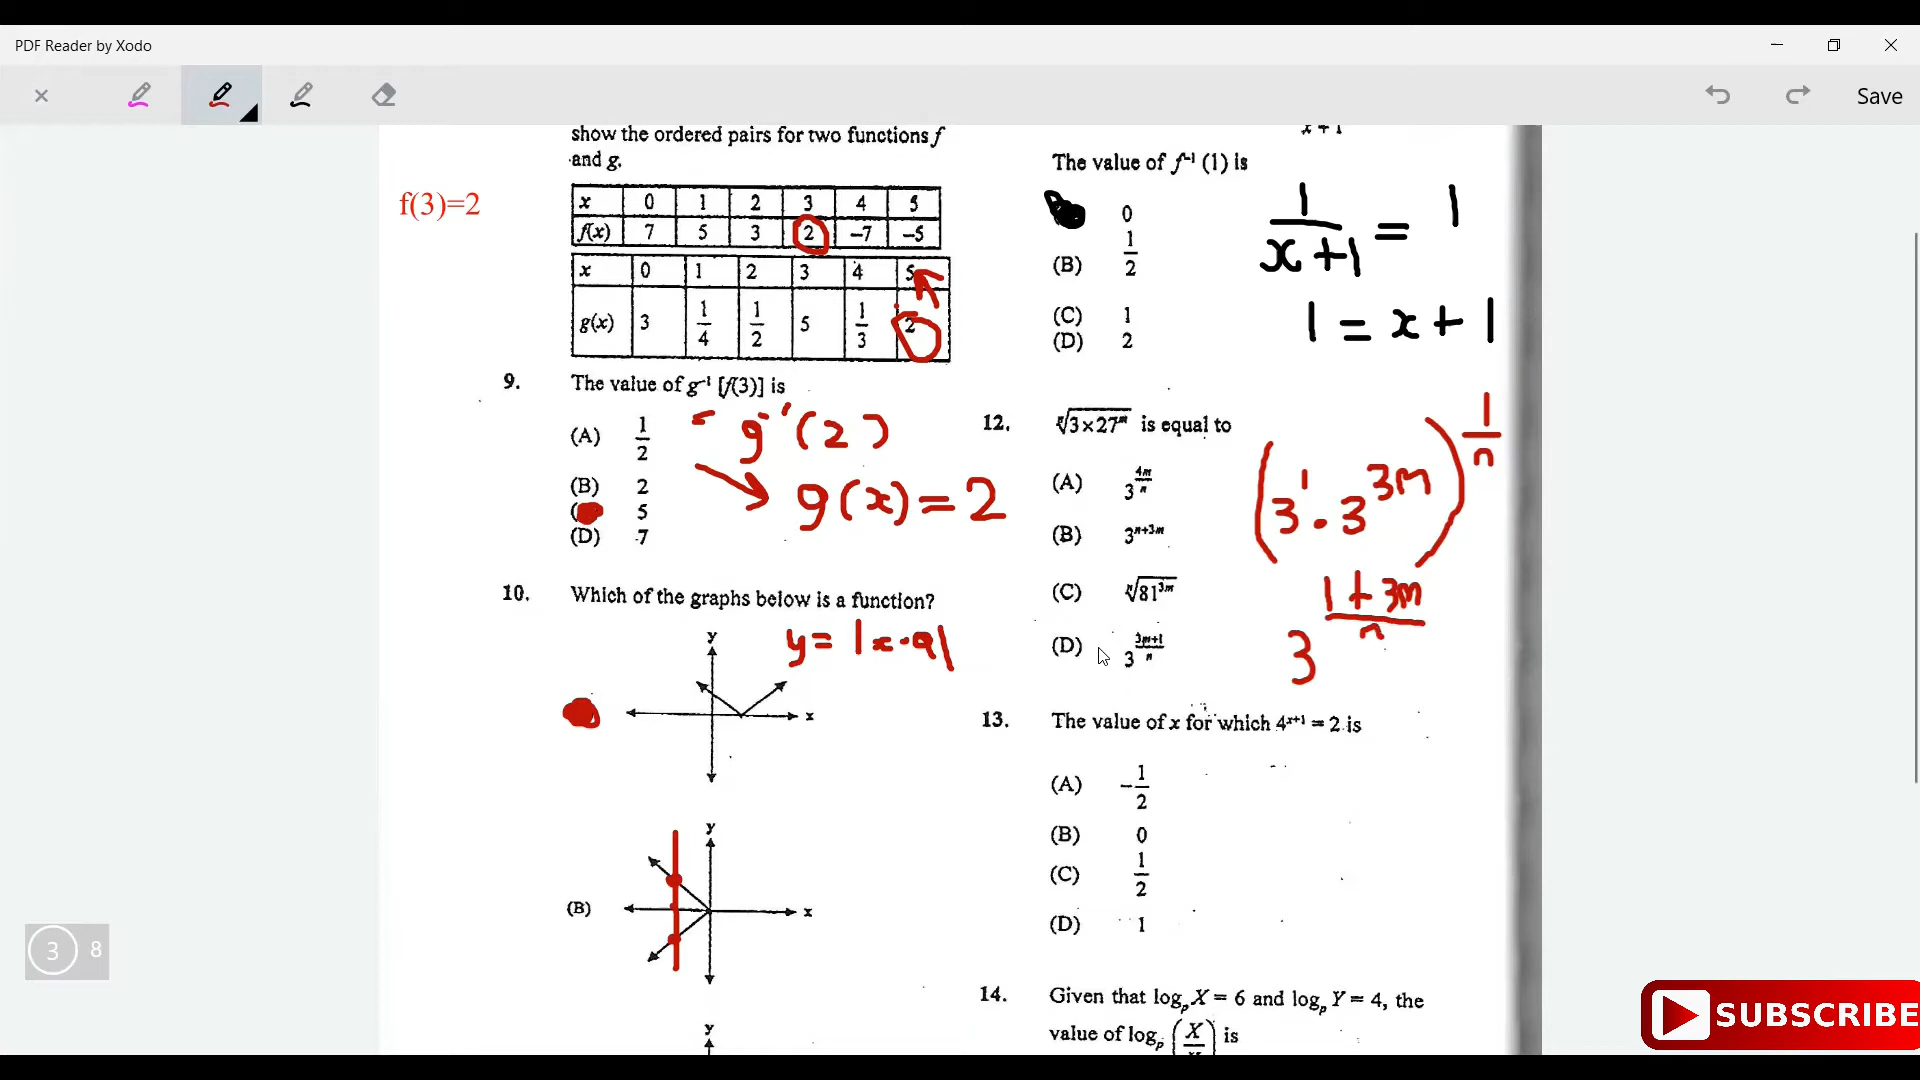 PDF Reader by Xodo
Save
show the ordered pairs for two functions f
and g.
f(3)=2
x 0 1 2 3 4 5
f(x) 7 5 3 2 −7 −5
x 0 1 2 3 4 5
g(x) 3 1/4 1/2 5 1/3 2
9. The value of g⁻¹ [f(3)] is
(A) 1/2
(B) 2
5
(D) 7
= g⁻¹(2)
g(x) = 2
10. Which of the graphs below is a function?
y = |x - a|
y
x
y
(B)
x
y
x + 1
The value of f⁻¹ (1) is
0
(B) 1/2
(C) 1
(D) 2
1/(x+1) = 1
1 = x + 1
12. ⁿ√(3×27ᵐ) is equal to
(A) 3^(4m/n)
(B) 3^(n+3m)
(C) ⁿ√(81^(3m))
(D) 3^((3m+1)/n)
(3¹ · 3^(3m))^(1/n)
3^((1+3m)/n)
13. The value of x for which 4^(x+1) = 2 is
(A) −1/2
(B) 0
(C) 1/2
(D) 1
14. Given that logₚ X = 6 and logₚ Y = 4, the
value of logₚ (X/Y) is
3 8
SUBSCRIBE